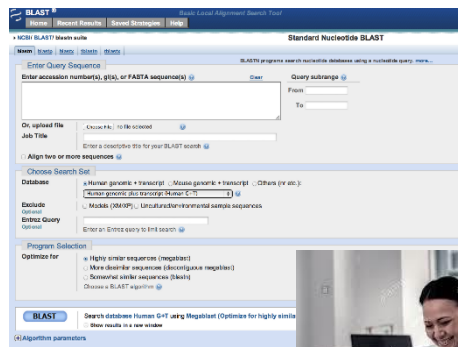 BLAST
Basic Local Alignment Search Tool
Home Recent Results Saved Strategies Help
NCBI/ BLAST/ blastn suite
Standard Nucleotide BLAST
blastn blastp blastx tblastn tblastx
BLASTN programs search nucleotide databases using a nucleotide query. more...
Enter Query Sequence
Enter accession number(s), gi(s), or FASTA sequence(s) Clear Query subrange
From
To
Or, upload file Choose File no file selected
Job Title
Enter a descriptive title for your BLAST search
Align two or more sequences
Choose Search Set
Database Human genomic + transcript Mouse genomic + transcript Others (nr etc.):
Human genomic plus transcript (Human G+T)
Exclude Models (XM/XP) Uncultured/environmental sample sequences
Optional
Entrez Query
Optional Enter an Entrez query to limit search
Program Selection
Optimize for Highly similar sequences (megablast)
More dissimilar sequences (discontiguous megablast)
Somewhat similar sequences (blastn)
Choose a BLAST algorithm
BLAST Search database Human G+T using Megablast (Optimize for highly simila
Show results in a new window
Algorithm parameters